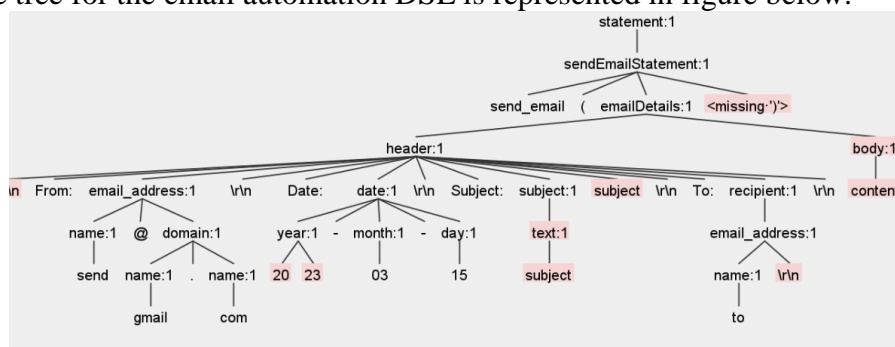 tree for the email automation DSL is represented in figure below:
statement:1
sendEmailStatement:1
send_email ( emailDetails:1 <missing·')'>
header:1 body:1
From: email_address:1 \r\n Date: date:1 \r\n Subject: subject:1 subject \r\n To: recipient:1 \r\n
name:1 @ domain:1 year:1 - month:1 - day:1 text:1 email_address:1
send name:1 . name:1 20 23 03 15 subject name:1 \r\n
gmail com to